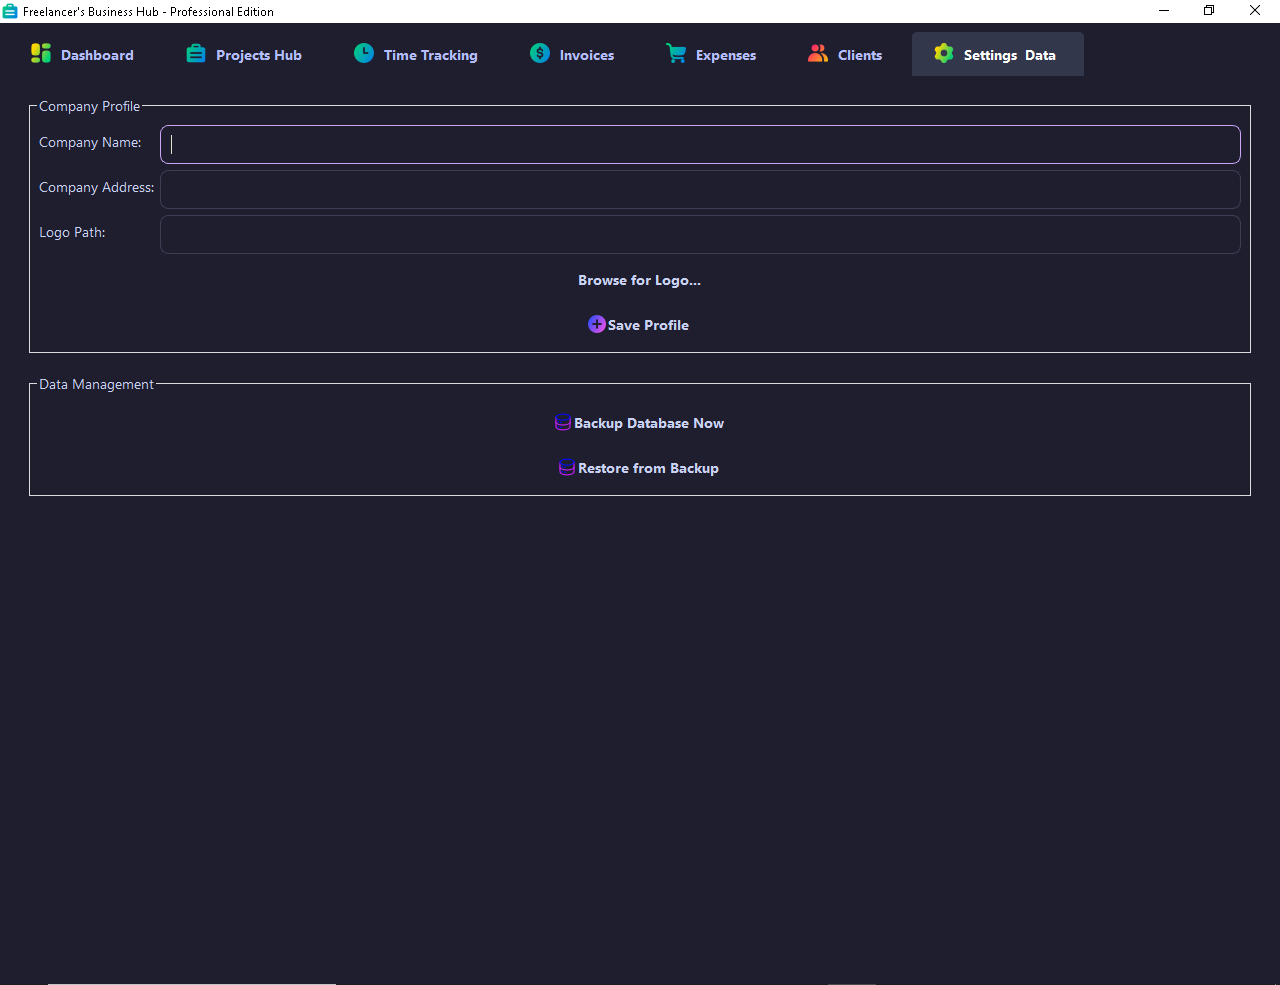 Freelancer's Business Hub - Professional Edition
Dashboard Projects Hub Time Tracking Invoices Expenses Clients Settings Data
Company Profile
Company Name:
Company Address:
Logo Path:
Browse for Logo...
Save Profile
Data Management
Backup Database Now
Restore from Backup